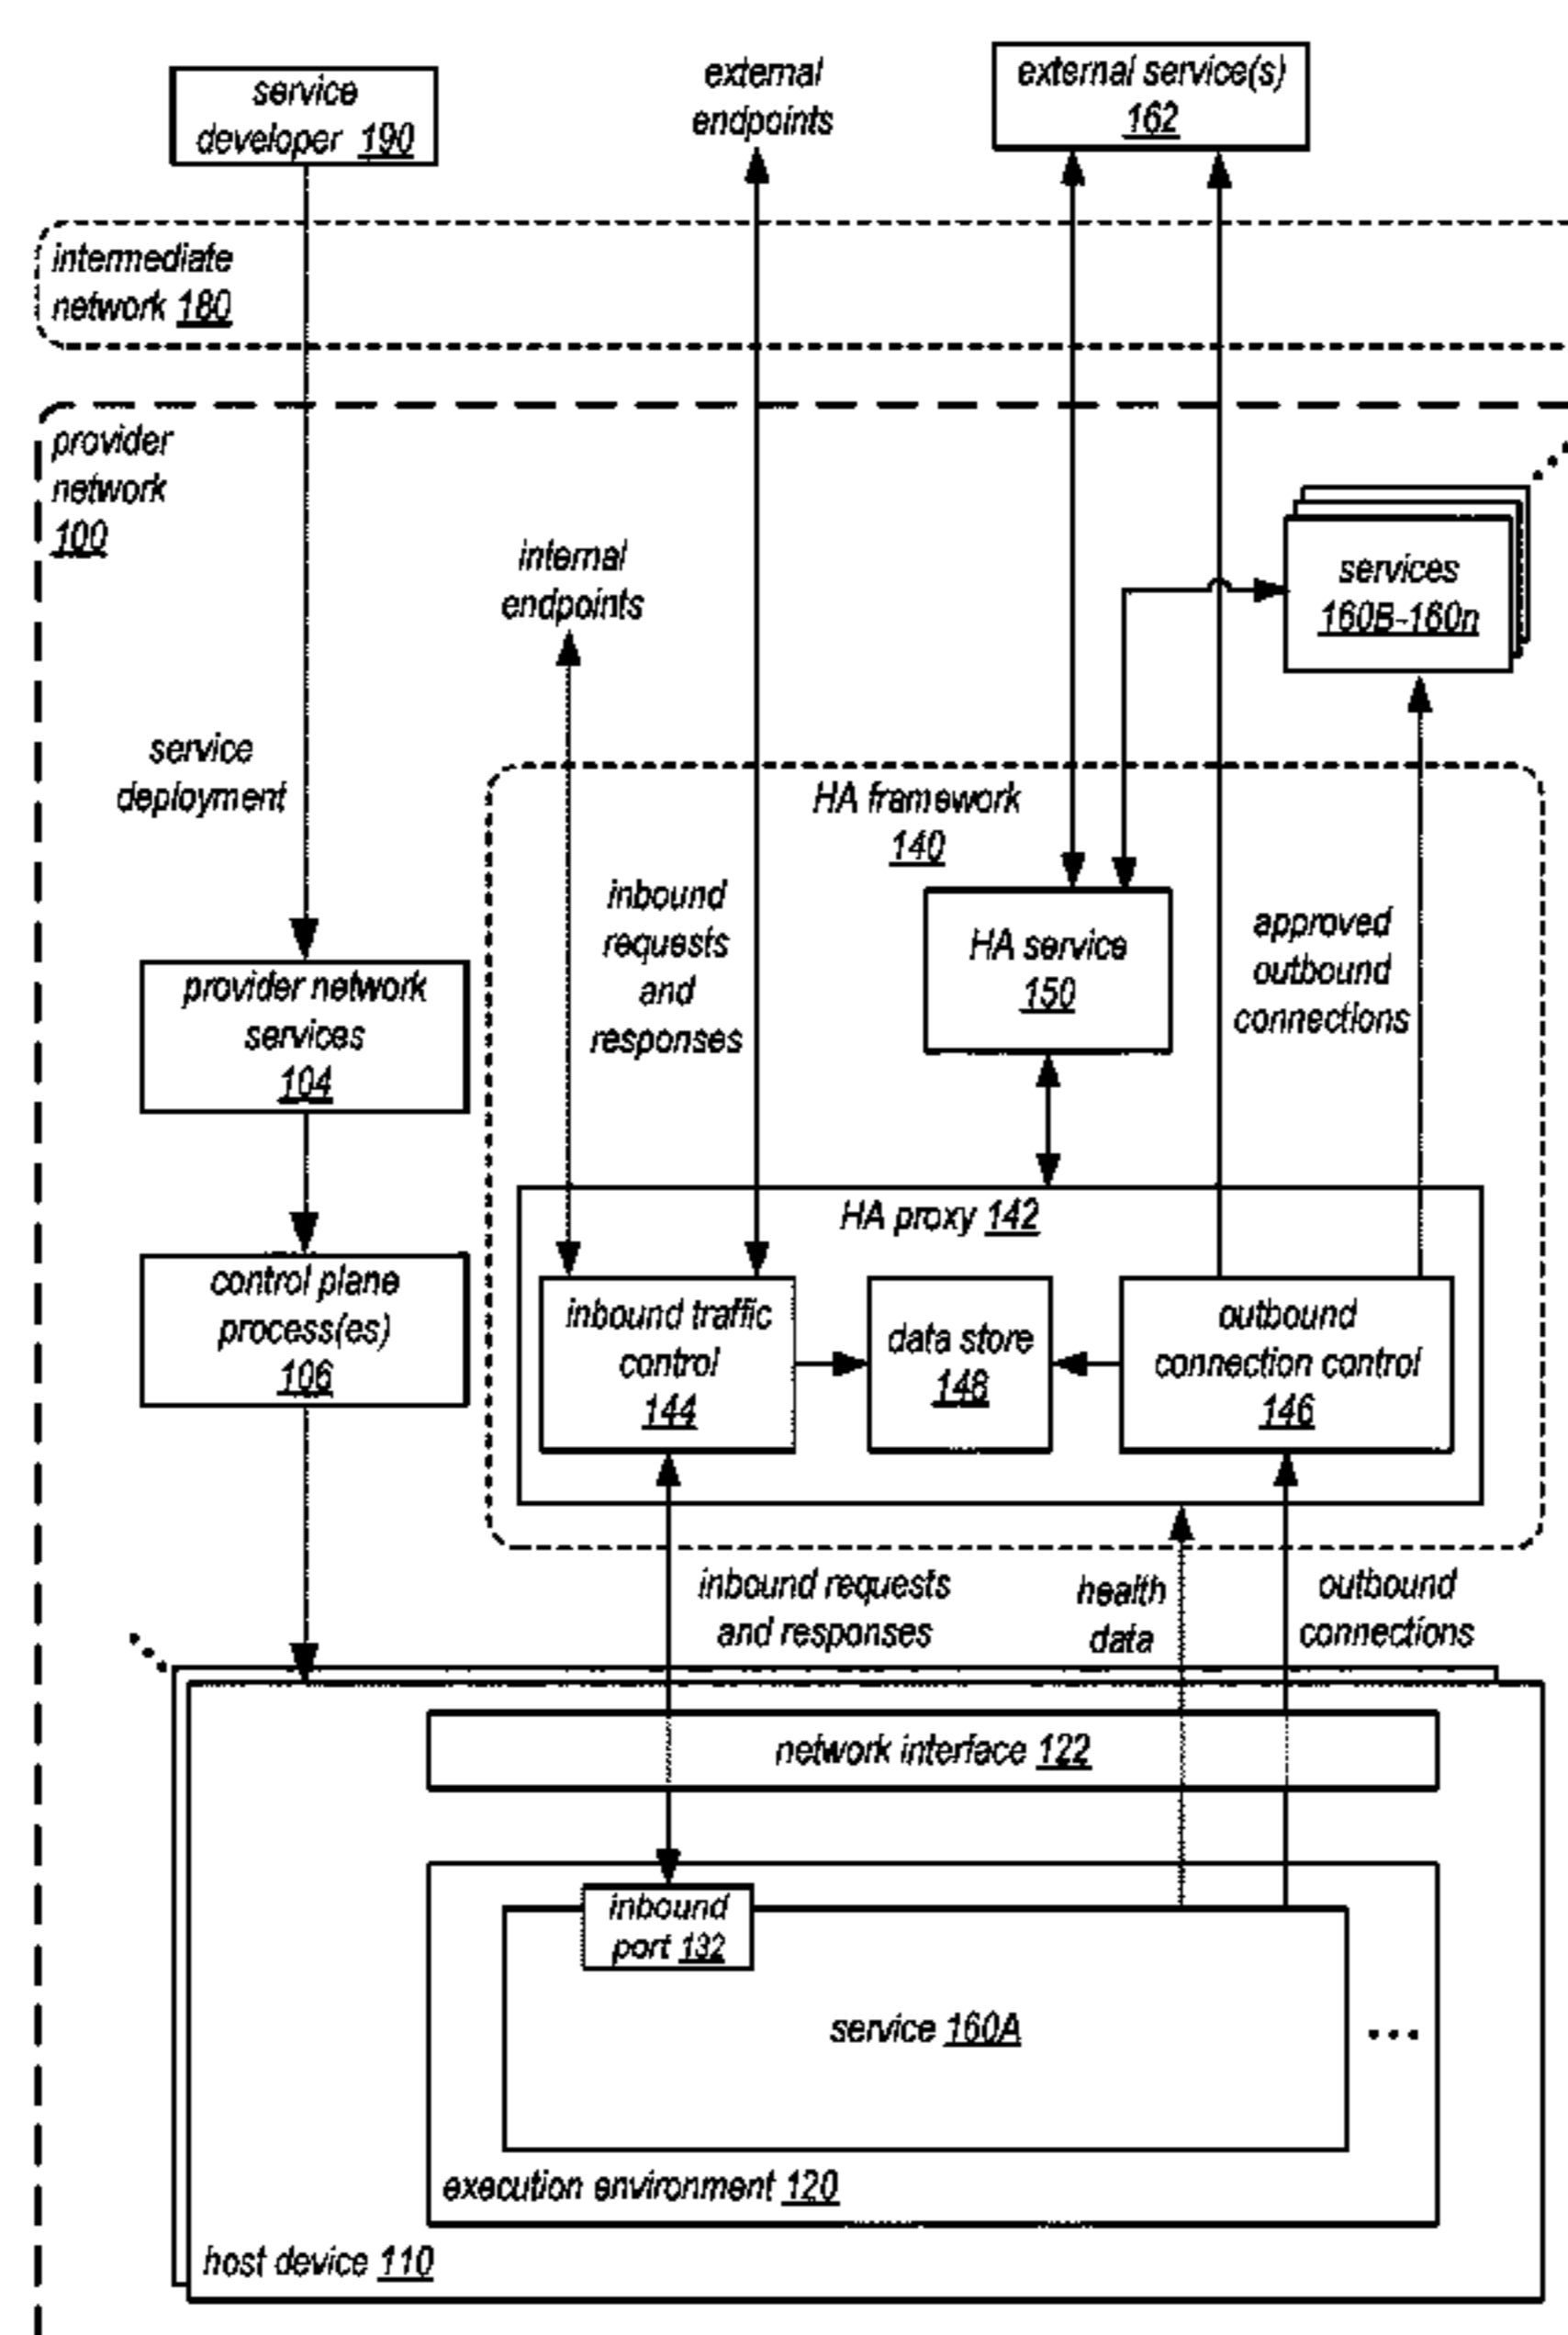 service
developer 190
external
endpoints
external service(s)
162
intermediate
network 180
provider
network
100
internal
endpoints
services
160B-160n
service
deployment
HA framework
140
inbound
requests
and
responses
HA service
150
approved
outbound
connections
provider network
services
104
HA proxy 142
control plane
process(es)
106
inbound traffic
control
144
data store
148
outbound
connection control
146
inbound requests
and responses
health
data
outbound
connections
network interface 122
inbound
port 132
service 160A
execution environment 120
host device 110